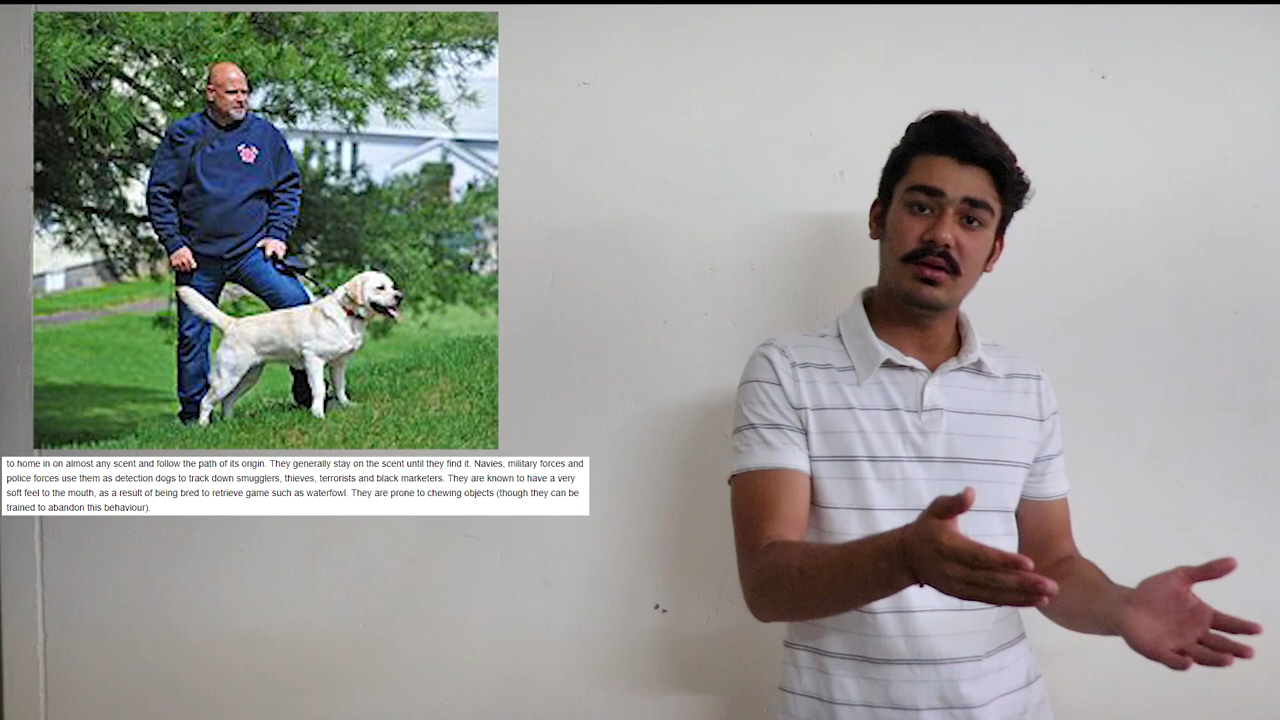 to home in on almost any scent and follow the path of its origin. They generally stay on the scent until they find it. Navies, military forces and
police forces use them as detection dogs to track down smugglers, thieves, terrorists and black marketers. They are known to have a very
soft feel to the mouth, as a result of being bred to retrieve game such as waterfowl. They are prone to chewing objects (though they can be
trained to abandon this behaviour).